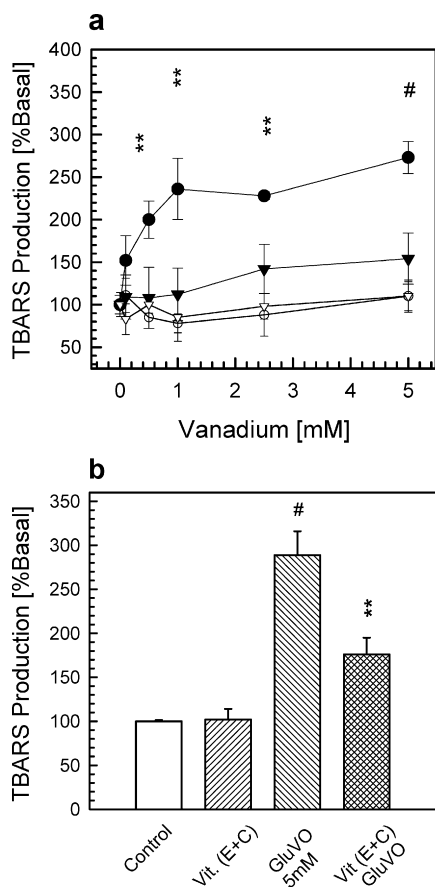 a
TBARS Production [%Basal]
400
350
300
250
200
150
100
50
**
**
**
#
0 1 2 3 4 5
Vanadium [mM]
b
TBARS Production [%Basal]
350
300
250
200
150
100
50
0
#
**
Control
Vit. (E+C)
GluVO
5mM
Vit (E+C)
GluVO